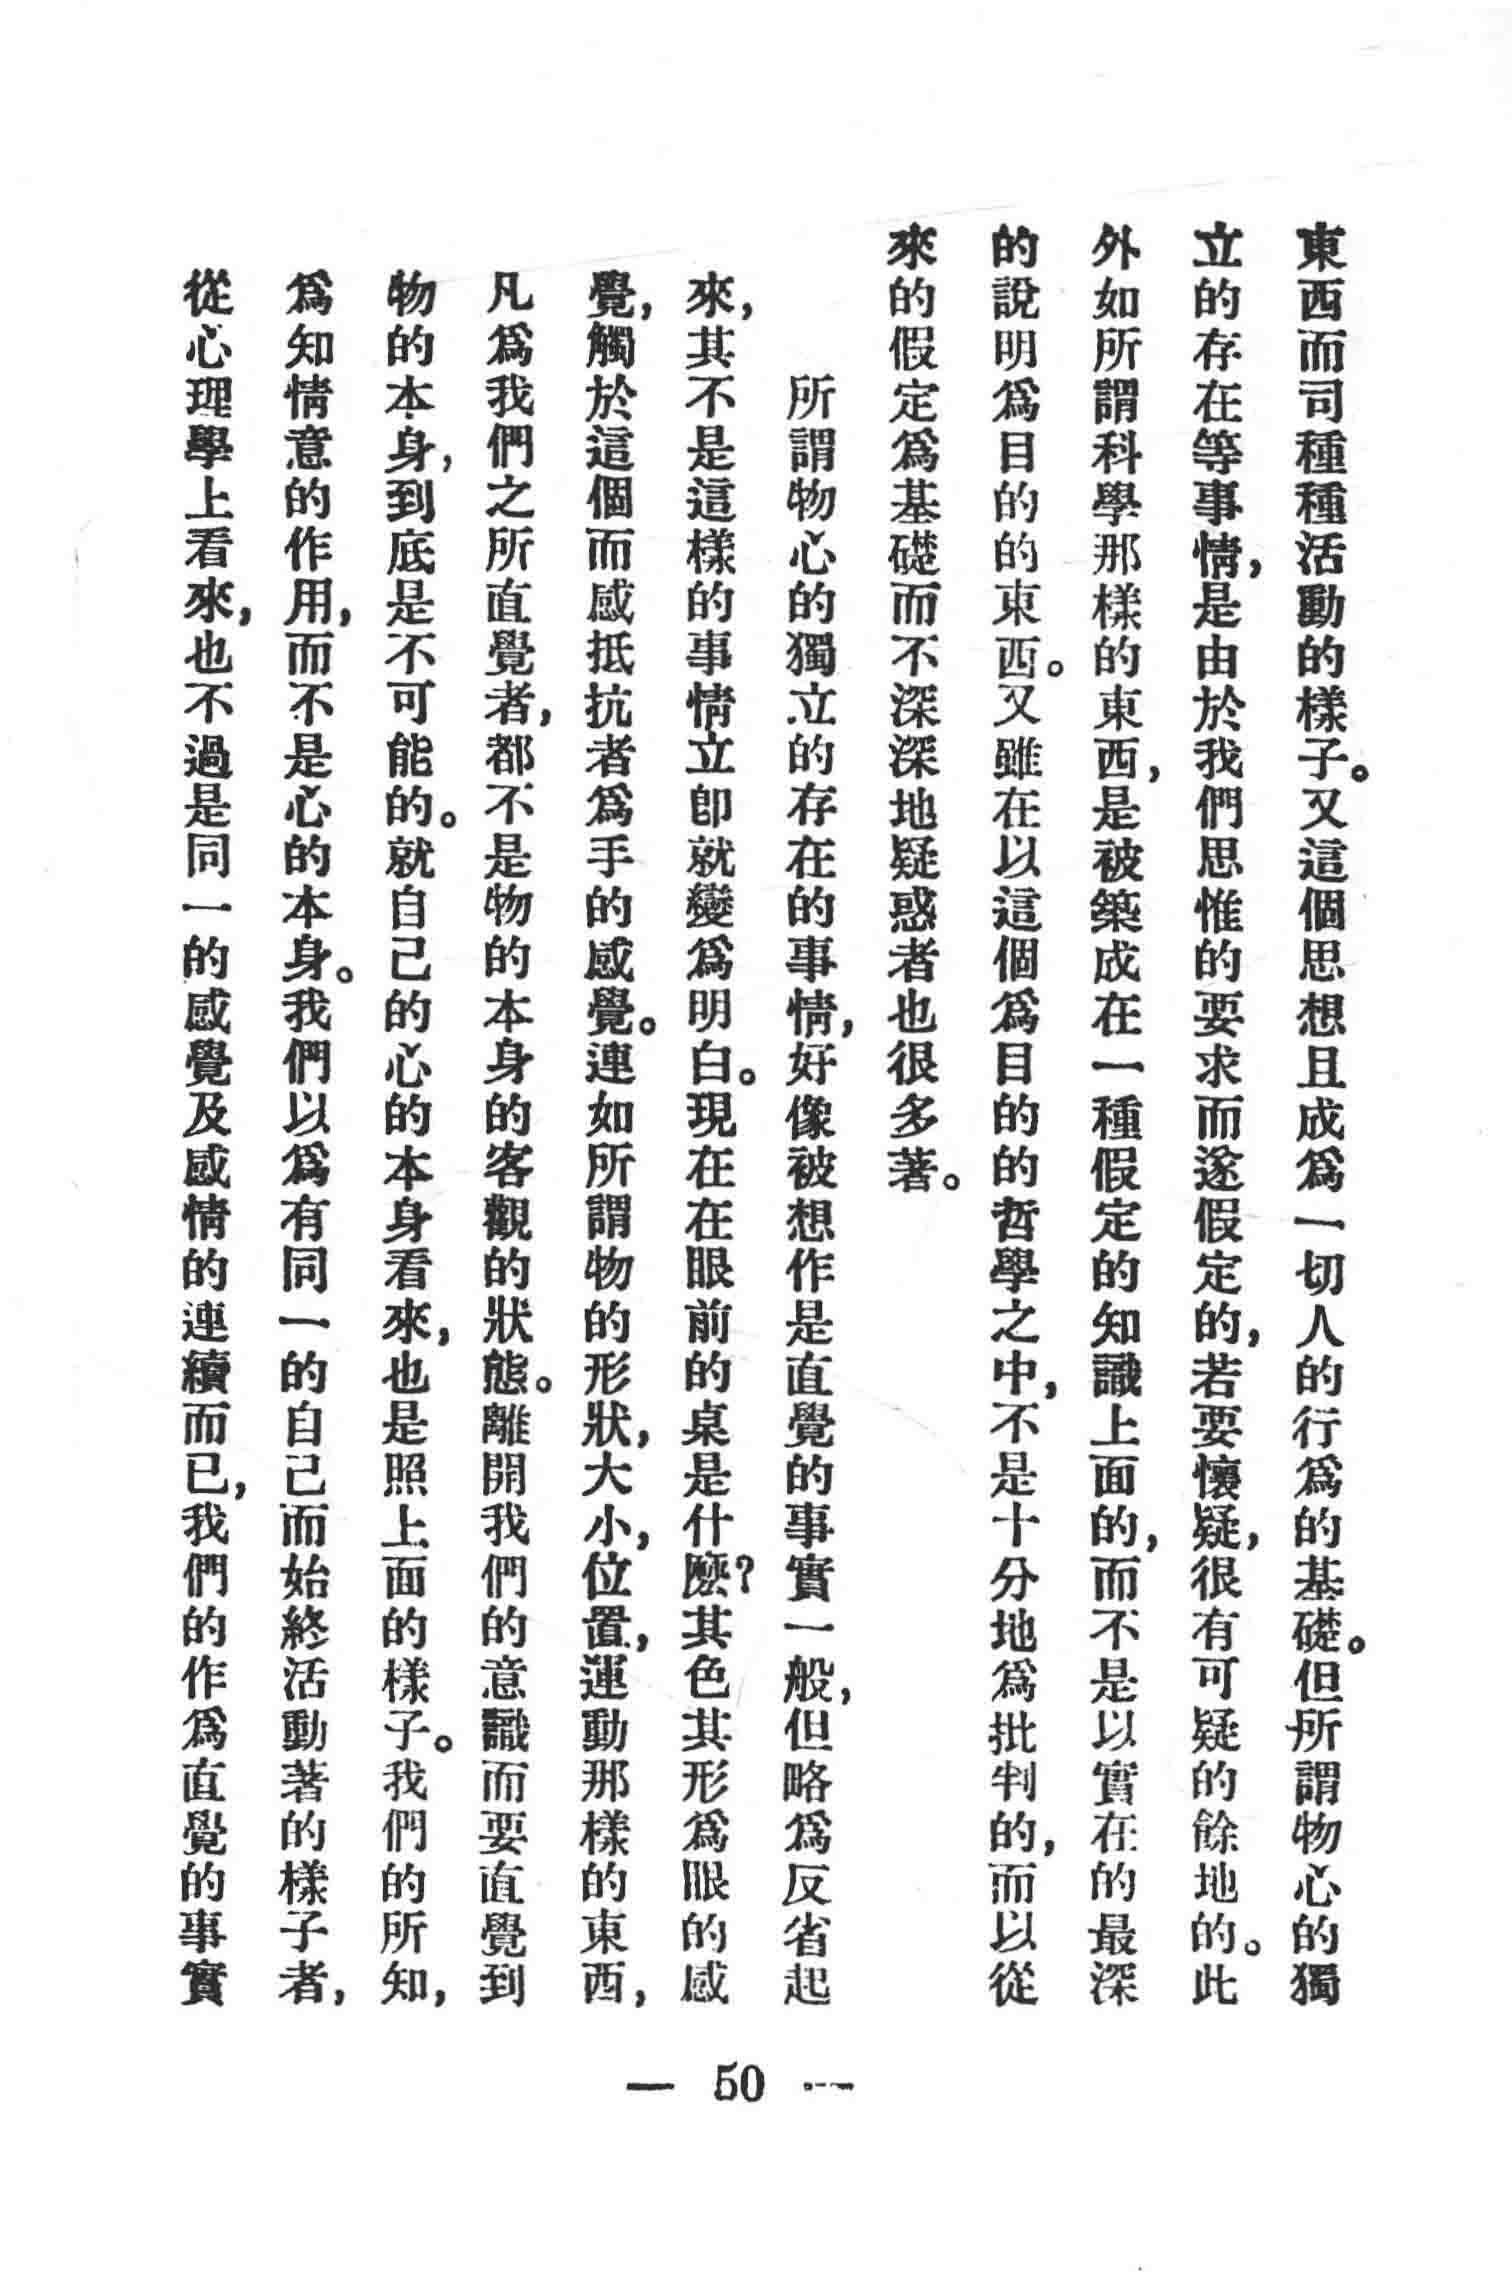 東西而司種種活動的樣子。又這個思想且成爲一切人的行爲的基礎。但所謂物心的獨
立的存在等事情，是由於我們思惟的要求而遂假定的，若要懷疑，很有可疑的餘地的。此
外如所謂科學那樣的東西，是被築成在一種假定的知識上面的，而不是以實在的最深
的說明爲目的的東西。又雖在以這個爲目的的哲學之中，不是十分地爲批判的，而以從
來的假定爲基礎而不深深地疑惑者也很多著。
所謂物心的獨立的存在的事情，好像被想作是直覺的事實一般，但略爲反省起
來，其不是這樣的事情立卽就變爲明白。現在在眼前的桌是什麼？其色其形爲眼的感
覺，觸於這個而感抵抗者爲手的感覺。連如所謂物的形狀，大小，位置，運動那樣的東西，
凡爲我們之所直覺者，都不是物的本身的客觀的狀態。離開我們的意識而要直覺到
物的本身，到底是不可能的。就自己的心的本身看來，也是照上面的樣子。我們的所知，
爲知情意的作用，而不是心的本身。我們以爲有同一的自己而始終活動著的樣子者，
從心理學上看來，也不過是同一的感覺及感情的連續而已，我們的作爲直覺的事實
— 50 —